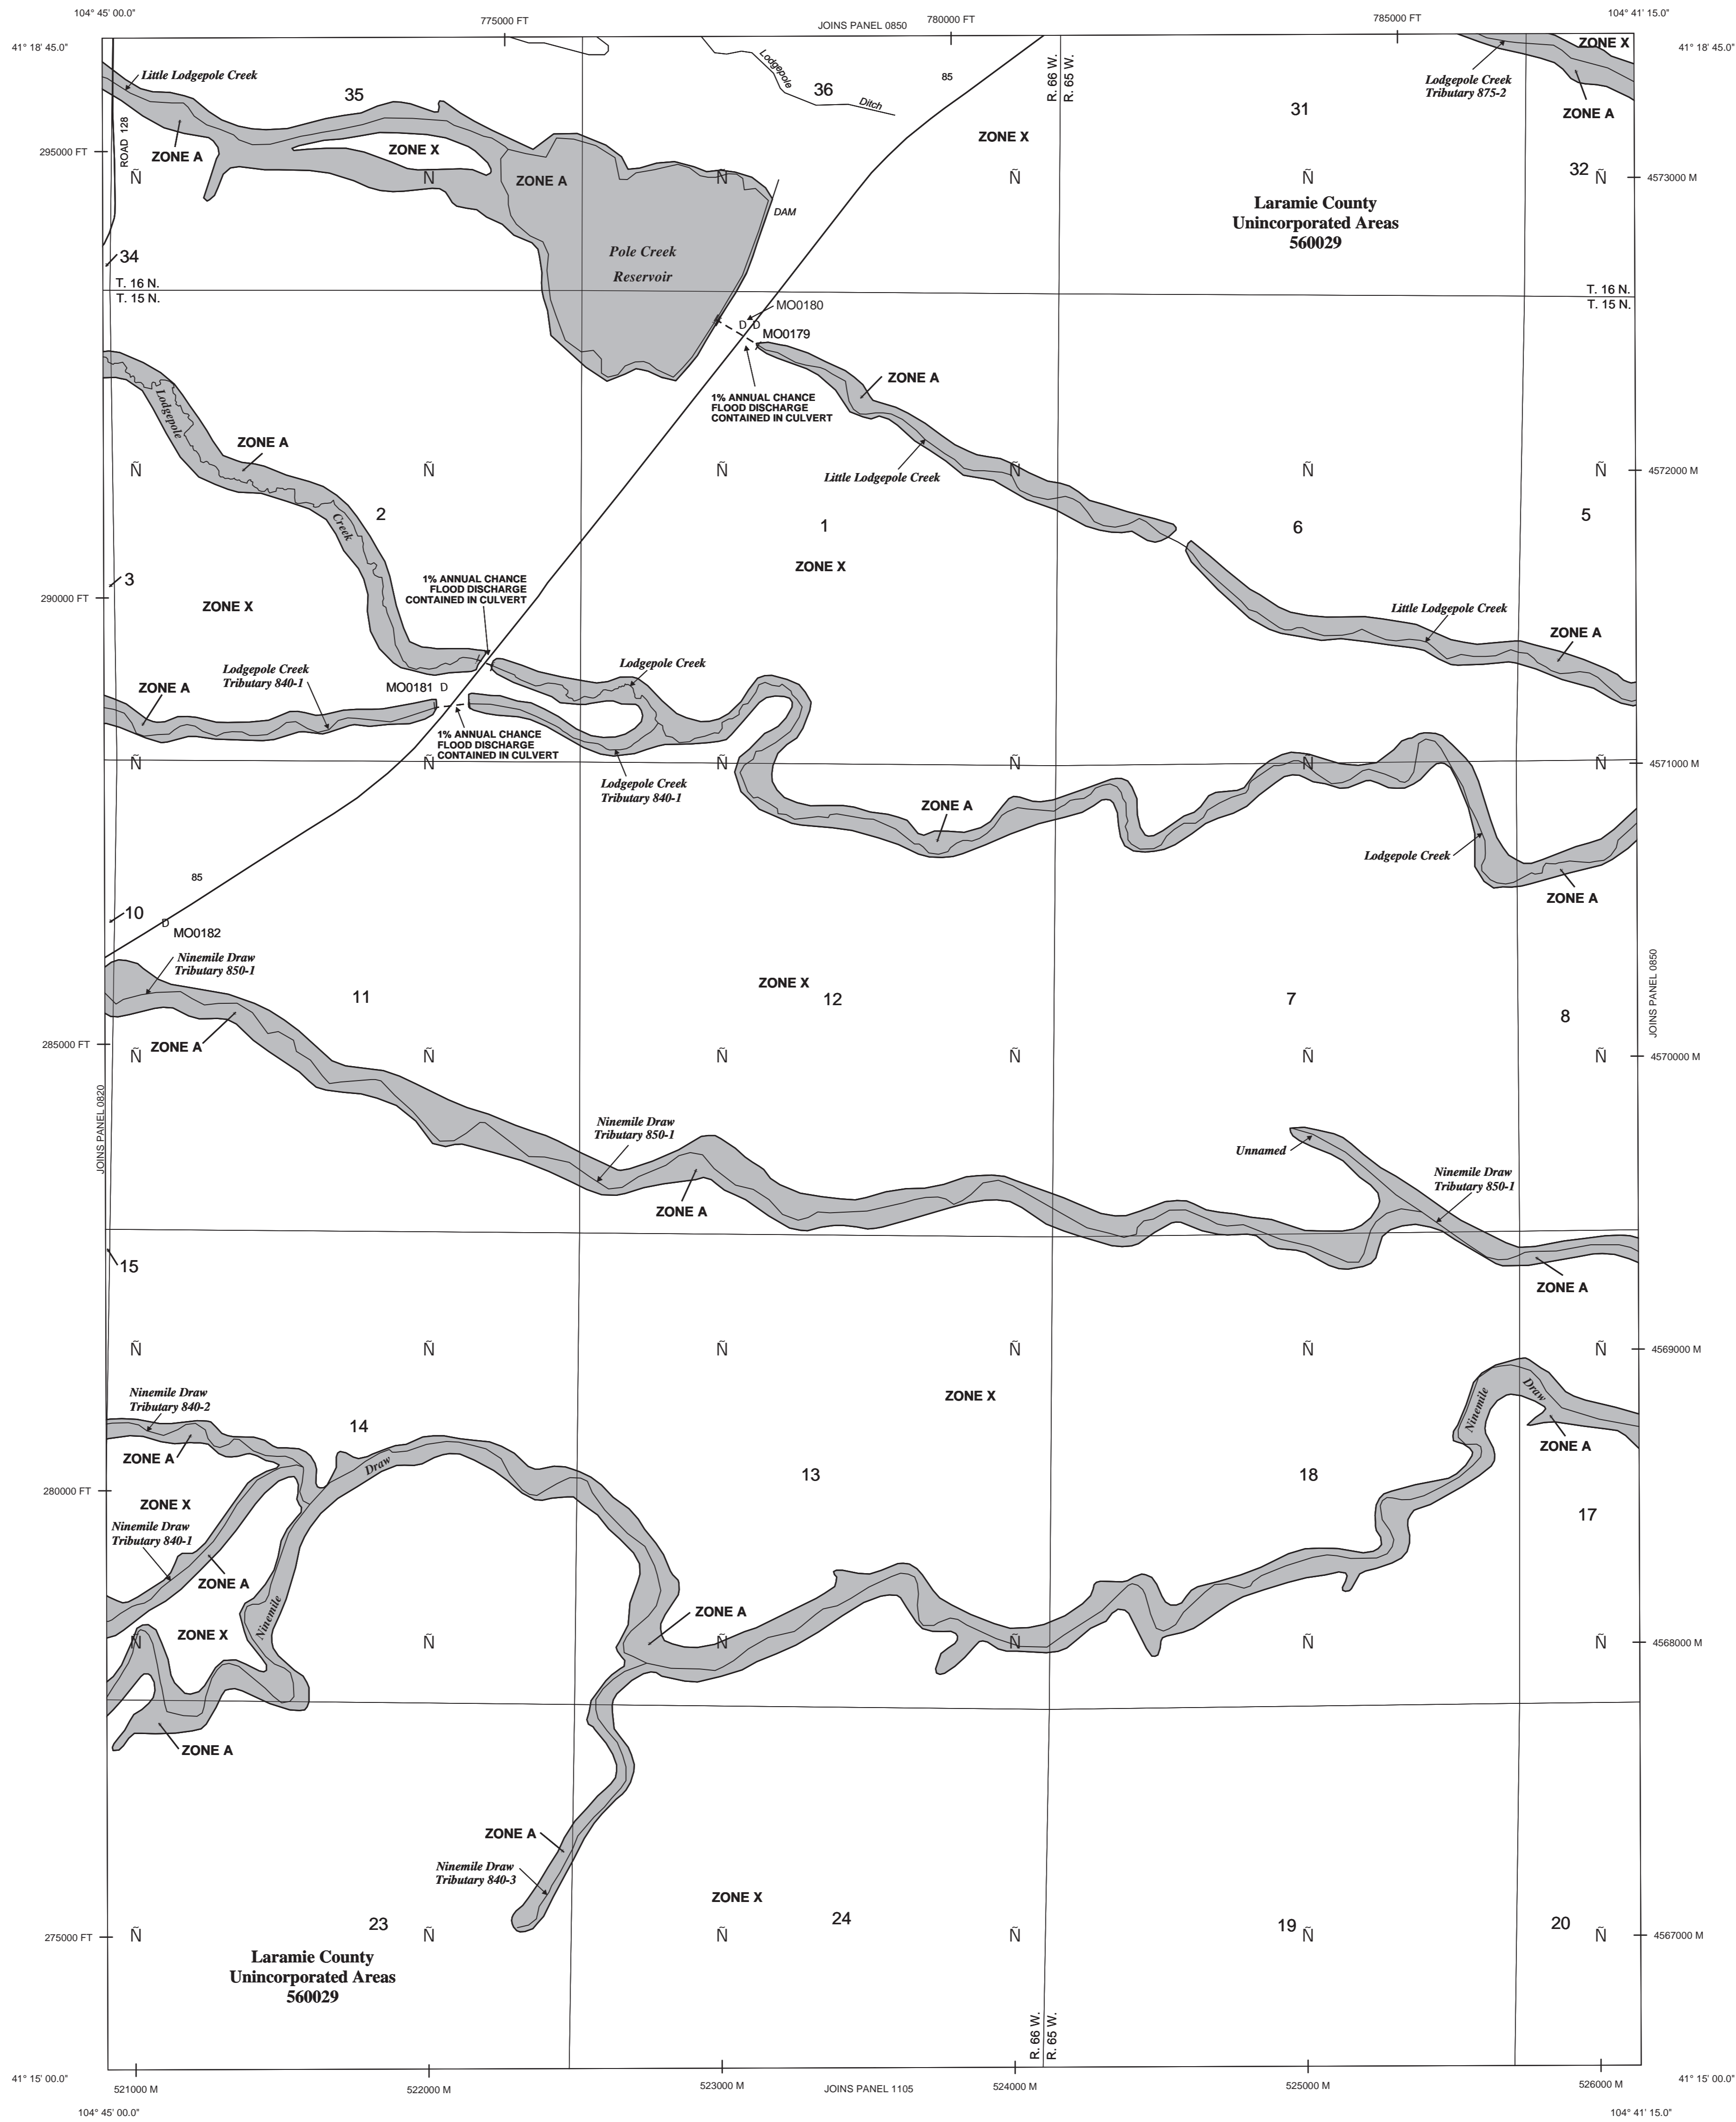 104° 45' 00.0"
775000 FT
JOINS PANEL 0850
780000 FT
785000 FT
104° 41' 15.0"
41° 18' 45.0"
41° 18' 45.0"
Little Lodgepole Creek
35
Lodgepole
Ditch
36
85
R. 66 W.
R. 65 W.
31
Lodgepole Creek
Tributary 875-2
ZONE X
ZONE A
ROAD 128
295000 FT
ZONE A
ZONE X
ZONE A
ZONE X
32
Ñ Ñ Ñ Ñ Ñ Ñ
4573000 M
Laramie County
Unincorporated Areas
560029
DAM
Pole Creek
Reservoir
34
T. 16 N.
T. 15 N.
T. 16 N.
T. 15 N.
MO0180
D D
MO0179
1% ANNUAL CHANCE
FLOOD DISCHARGE
CONTAINED IN CULVERT
ZONE A
Lodgepole
ZONE A
Little Lodgepole Creek
Ñ Ñ Ñ Ñ Ñ Ñ
4572000 M
Creek
2
1
6
5
ZONE X
3
290000 FT
ZONE X
1% ANNUAL CHANCE
FLOOD DISCHARGE
CONTAINED IN CULVERT
Little Lodgepole Creek
ZONE A
Lodgepole Creek
Tributary 840-1
ZONE A
MO0181 D
Lodgepole Creek
1% ANNUAL CHANCE
FLOOD DISCHARGE
CONTAINED IN CULVERT
Ñ Ñ Ñ Ñ Ñ Ñ
4571000 M
Lodgepole Creek
Tributary 840-1
ZONE A
Lodgepole Creek
ZONE A
85
10
D
MO0182
Ninemile Draw
Tributary 850-1
11
ZONE X
12
7
8
JOINS PANEL 0850
285000 FT
ZONE A
Ñ Ñ Ñ Ñ Ñ Ñ
4570000 M
JOINS PANEL 0820
Ninemile Draw
Tributary 850-1
ZONE A
Unnamed
Ninemile Draw
Tributary 850-1
15
ZONE A
Ñ Ñ Ñ Ñ Ñ Ñ
4569000 M
Ninemile Draw
Tributary 840-2
ZONE X
Ninemile
Draw
14
ZONE A
Draw
ZONE A
13
18
280000 FT
ZONE X
17
Ninemile Draw
Tributary 840-1
ZONE A
Ninemile
ZONE A
ZONE X
Ñ Ñ Ñ Ñ Ñ Ñ
4568000 M
ZONE A
ZONE A
Ninemile Draw
Tributary 840-3
ZONE X
23
24
19
20
275000 FT
Ñ Ñ Ñ Ñ Ñ Ñ
4567000 M
Laramie County
Unincorporated Areas
560029
R. 66 W.
R. 65 W.
41° 15' 00.0"
41° 15' 00.0"
521000 M
522000 M
523000 M
JOINS PANEL 1105
524000 M
525000 M
526000 M
104° 45' 00.0"
104° 41' 15.0"